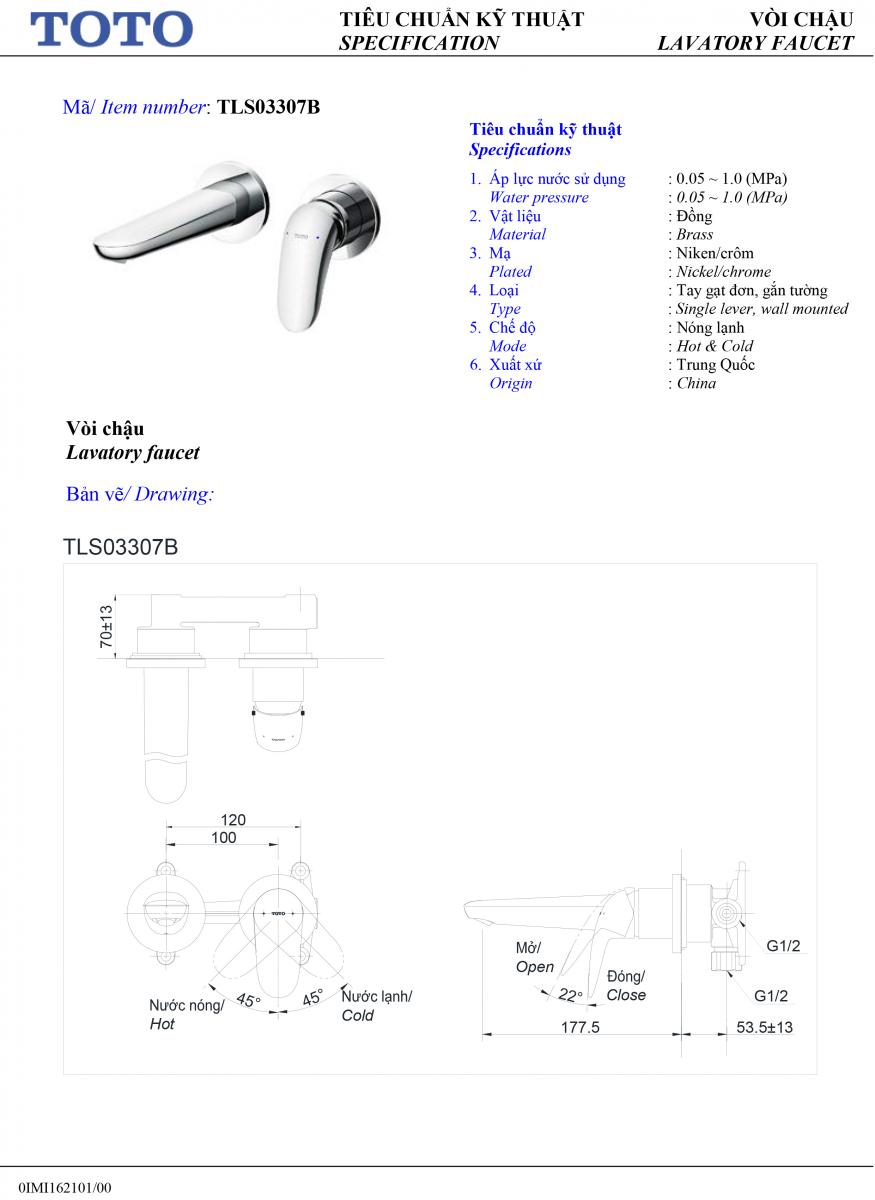 TOTO
TIÊU CHUẨN KỸ THUẬT
SPECIFICATION
VÒI CHẬU
LAVATORY FAUCET
Mã/ Item number: TLS03307B
TOTO
Tiêu chuẩn kỹ thuật
Specifications
1. Áp lực nước sử dụng : 0.05 ~ 1.0 (MPa)
Water pressure : 0.05 ~ 1.0 (MPa)
2. Vật liệu : Đồng
Material : Brass
3. Mạ : Niken/crôm
Plated : Nickel/chrome
4. Loại : Tay gạt đơn, gắn tường
Type : Single lever, wall mounted
5. Chế độ : Nóng lạnh
Mode : Hot & Cold
6. Xuất xứ : Trung Quốc
Origin : China
Vòi chậu
Lavatory faucet
Bản vẽ/ Drawing:
TLS03307B
70±13
120
100
TOTO
45°
45°
Nước nóng/
Hot
Nước lạnh/
Cold
Mở/
Open
Đóng/
Close
22°
G1/2
G1/2
177.5
53.5±13
0IMI162101/00